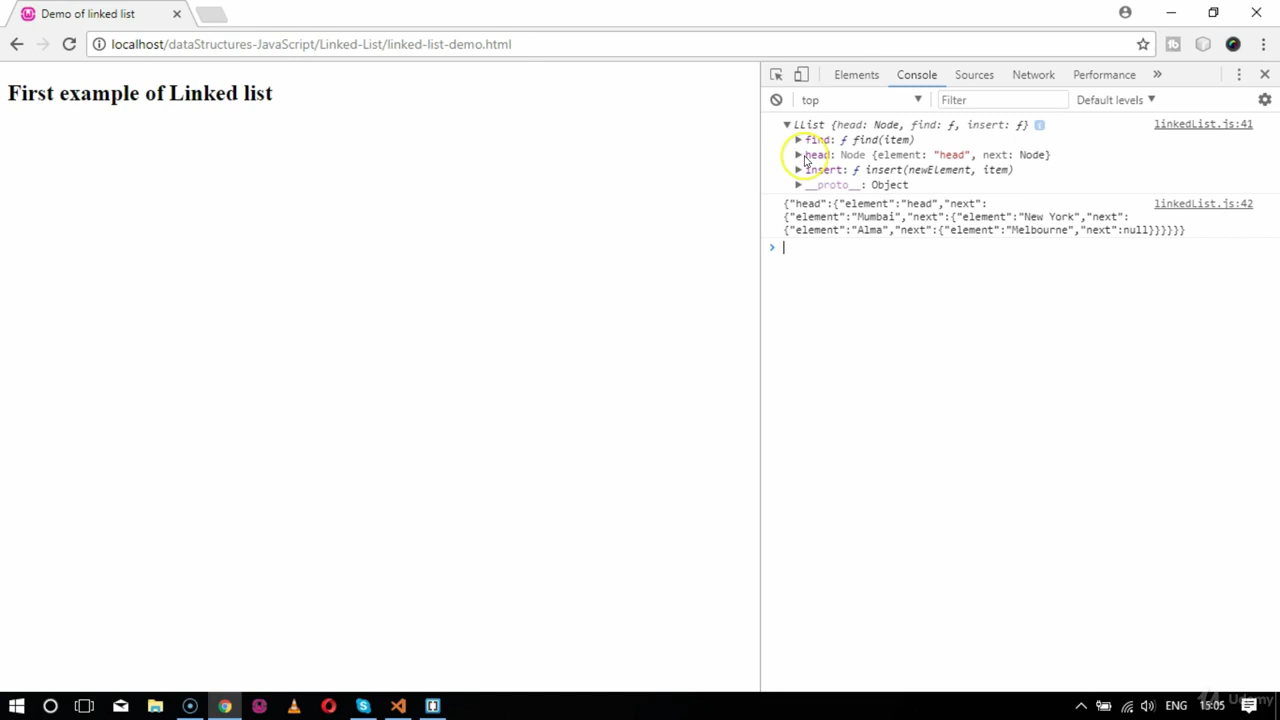 Demo of linked list
localhost/dataStructures-JavaScript/Linked-List/linked-list-demo.html
First example of Linked list
Elements Console Sources Network Performance »
top Filter Default levels
LList {head: Node, find: ƒ, insert: ƒ} i linkedList.js:41
find: ƒ find(item)
head: Node {element: "head", next: Node}
insert: ƒ insert(newElement, item)
__proto__: Object
{"head":{"element":"head","next": linkedList.js:42
{"element":"Mumbai","next":{"element":"New York","next":
{"element":"Alma","next":{"element":"Melbourne","next":null}}}}}}
>
ENG 15:05
Udemy